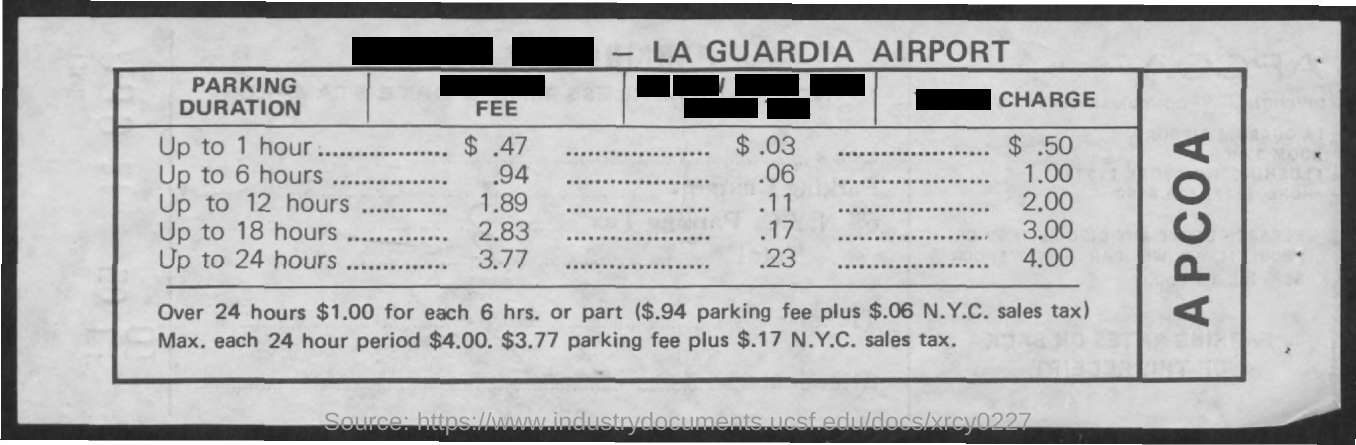 – LA GUARDIA AIRPORT
PARKING DURATION FEE CHARGE
Up to 1 hour ................... $ .47 ...................... $ .03 ...................... $ .50
Up to 6 hours ................. .94 ...................... .06 ...................... 1.00
Up to 12 hours ............ 1.89 ...................... .11 ...................... 2.00
Up to 18 hours .............. 2.83 ...................... .17 ...................... 3.00
Up to 24 hours .............. 3.77 ...................... .23 ...................... 4.00
Over 24 hours $1.00 for each 6 hrs. or part ($.94 parking fee plus $.06 N.Y.C. sales tax)
Max. each 24 hour period $4.00. $3.77 parking fee plus $.17 N.Y.C. sales tax.
APCOA
Source: https://www.industrydocuments.ucsf.edu/docs/xrcy0227